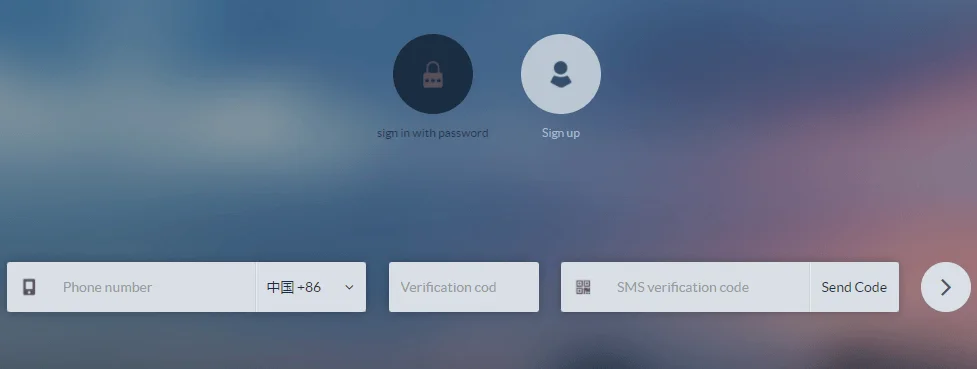 sign in with password
Sign up
Phone number
中国 +86
Verification cod
SMS verification code
Send Code